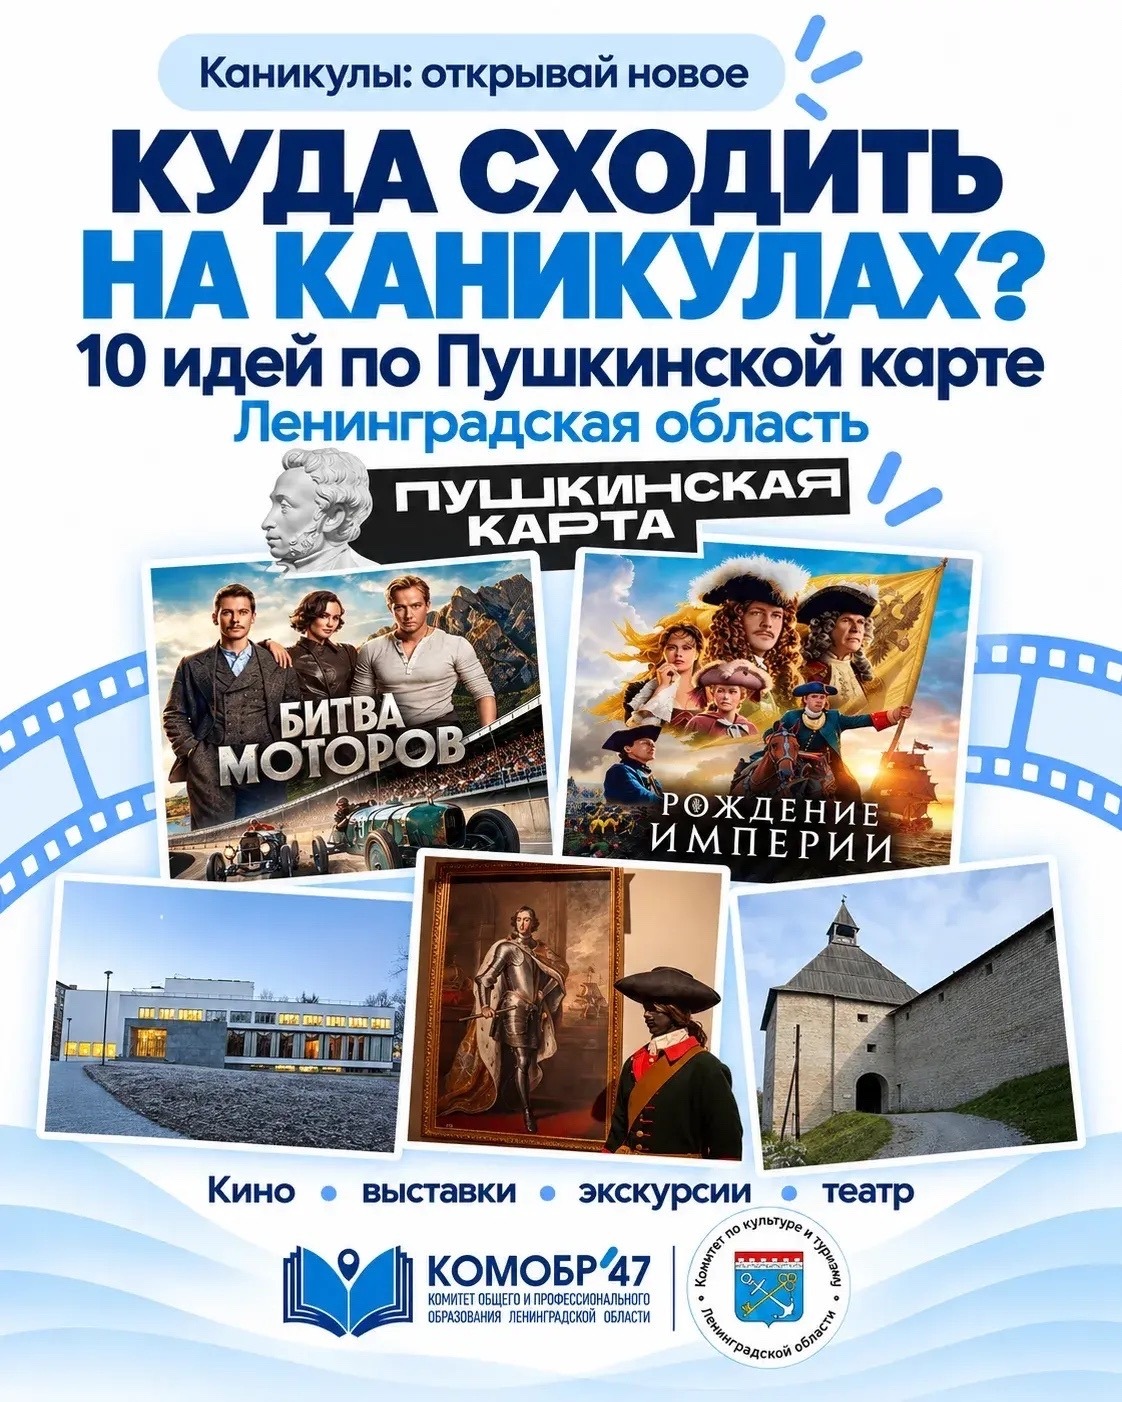 Каникулы: открывай новое
КУДА СХОДИТЬ
НА КАНИКУЛАХ?
10 идей по Пушкинской карте
Ленинградская область
ПУШКИНСКАЯ
КАРТА
БИТВА
МОТОРОВ
РОЖДЕНИЕ
ИМПЕРИИ
Кино • выставки • экскурсии • театр
КОМОБР'47
КОМИТЕТ ОБЩЕГО И ПРОФЕССИОНАЛЬНОГО
ОБРАЗОВАНИЯ ЛЕНИНГРАДСКОЙ ОБЛАСТИ
Комитет по культуре и туризму
• Ленинградской области •